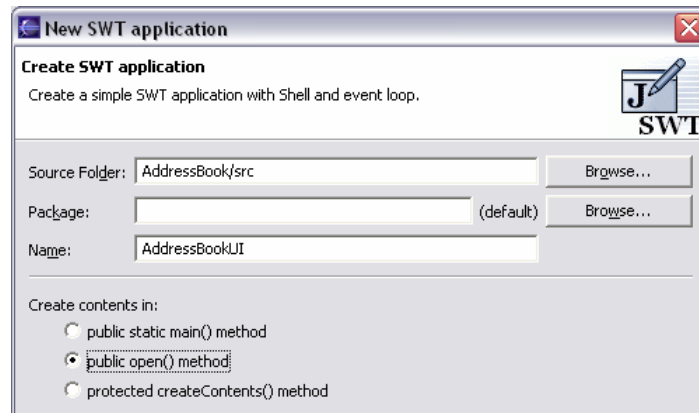 New SWT application
Create SWT application
Create a simple SWT application with Shell and event loop.
J
SWT
Source Folder: AddressBook/src Browse...
Package: (default) Browse...
Name: AddressBookUI
Create contents in:
public static main() method
public open() method
protected createContents() method